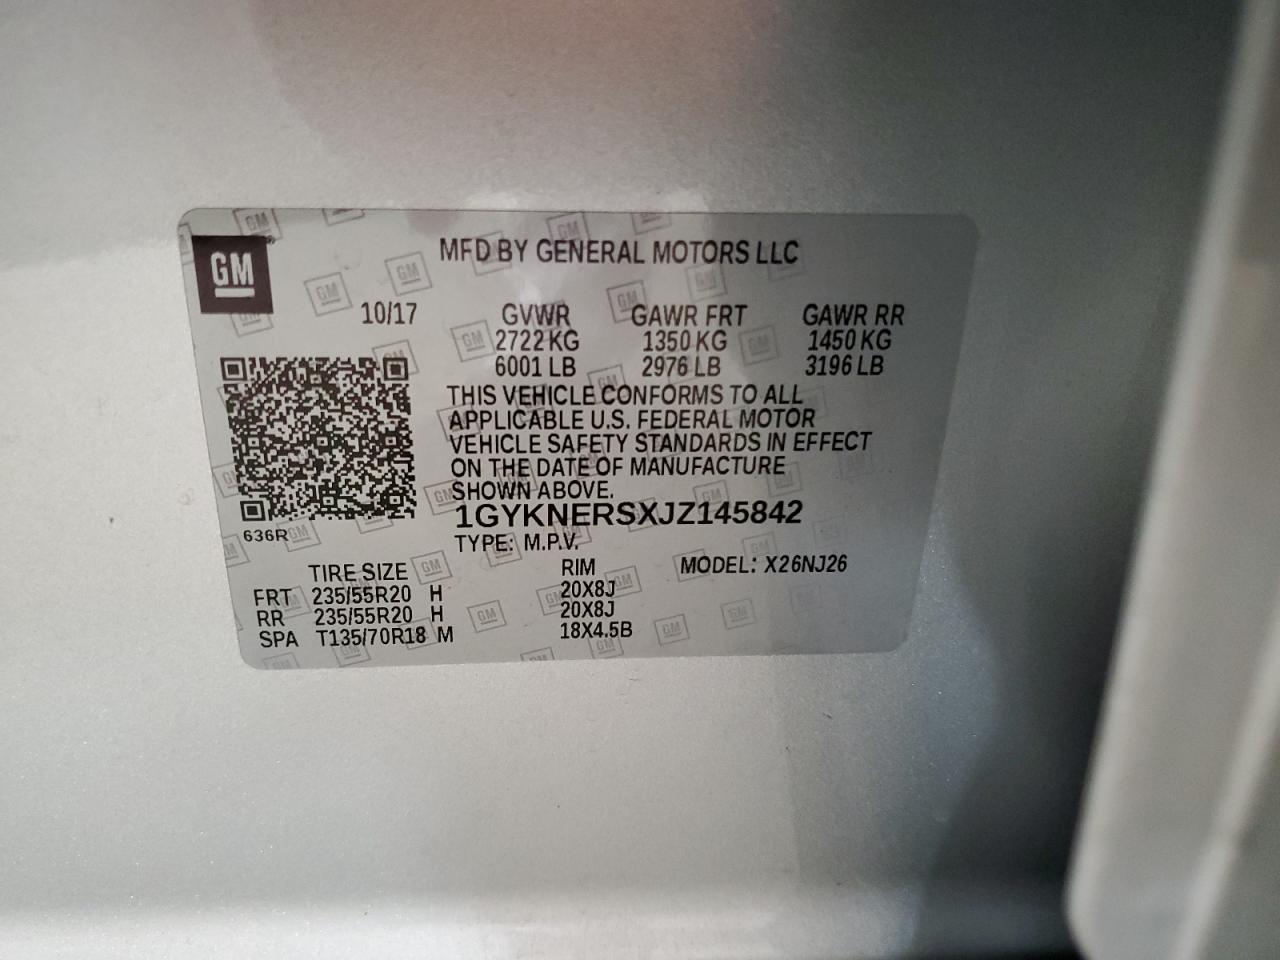 GM
MFD BY GENERAL MOTORS LLC
10/17 GVWR GAWR FRT GAWR RR
2722 KG 1350 KG 1450 KG
6001 LB 2976 LB 3196 LB
THIS VEHICLE CONFORMS TO ALL
APPLICABLE U.S. FEDERAL MOTOR
VEHICLE SAFETY STANDARDS IN EFFECT
ON THE DATE OF MANUFACTURE
SHOWN ABOVE.
1GYKNERSXJZ145842
636R
TYPE: M.P.V.
TIRE SIZE RIM MODEL: X26NJ26
FRT 235/55R20 H 20X8J
RR 235/55R20 H 20X8J
SPA T135/70R18 M 18X4.5B